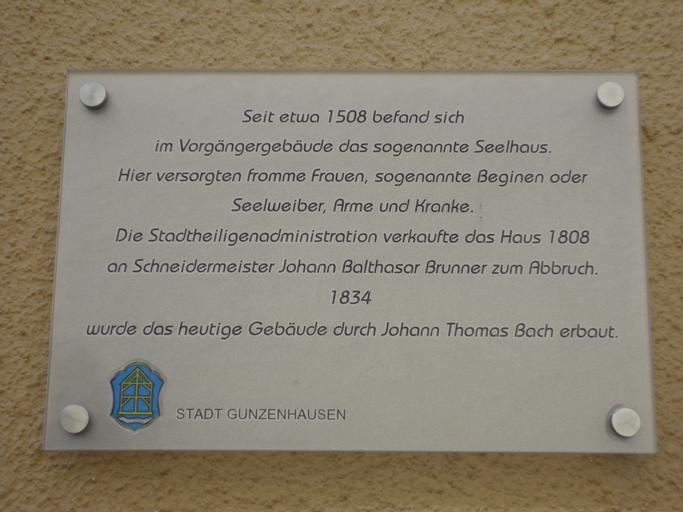 Seit etwa 1508 befand sich
im Vorgängergebäude das sogenannte Seelhaus.
Hier versorgten fromme Frauen, sogenannte Beginen oder
Seelweiber, Arme und Kranke.
Die Stadtheiligenadministration verkaufte das Haus 1808
an Schneidermeister Johann Balthasar Brunner zum Abbruch.
1834
wurde das heutige Gebäude durch Johann Thomas Bach erbaut.
STADT GUNZENHAUSEN